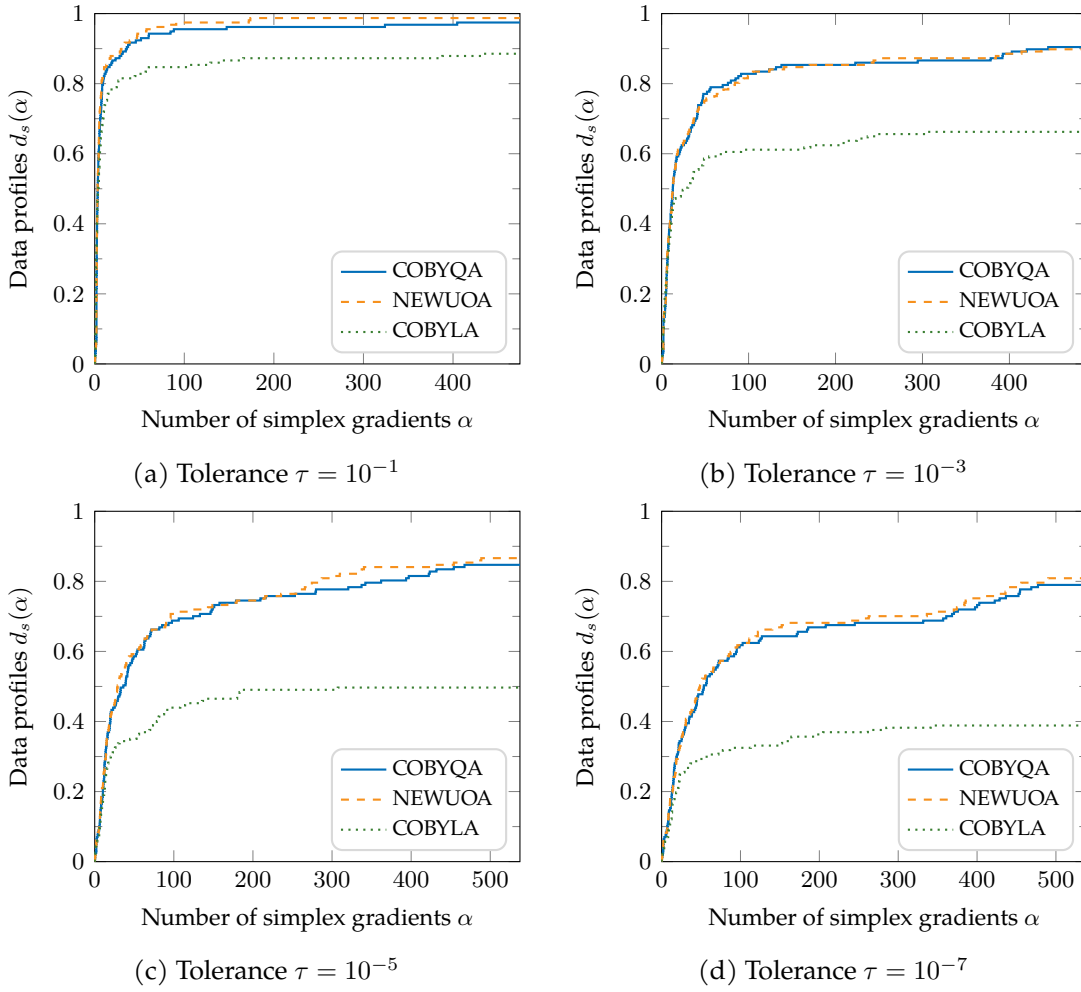 1
0.8
0.6
0.4
0.2
0
0 100 200 300 400
Data profiles d_s(α)
Number of simplex gradients α
COBYQA
NEWUOA
COBYLA
(a) Tolerance τ = 10⁻¹
1
0.8
0.6
0.4
0.2
0
0 100 200 300 400
Data profiles d_s(α)
Number of simplex gradients α
COBYQA
NEWUOA
COBYLA
(b) Tolerance τ = 10⁻³
1
0.8
0.6
0.4
0.2
0
0 100 200 300 400 500
Data profiles d_s(α)
Number of simplex gradients α
COBYQA
NEWUOA
COBYLA
(c) Tolerance τ = 10⁻⁵
1
0.8
0.6
0.4
0.2
0
0 100 200 300 400 500
Data profiles d_s(α)
Number of simplex gradients α
COBYQA
NEWUOA
COBYLA
(d) Tolerance τ = 10⁻⁷